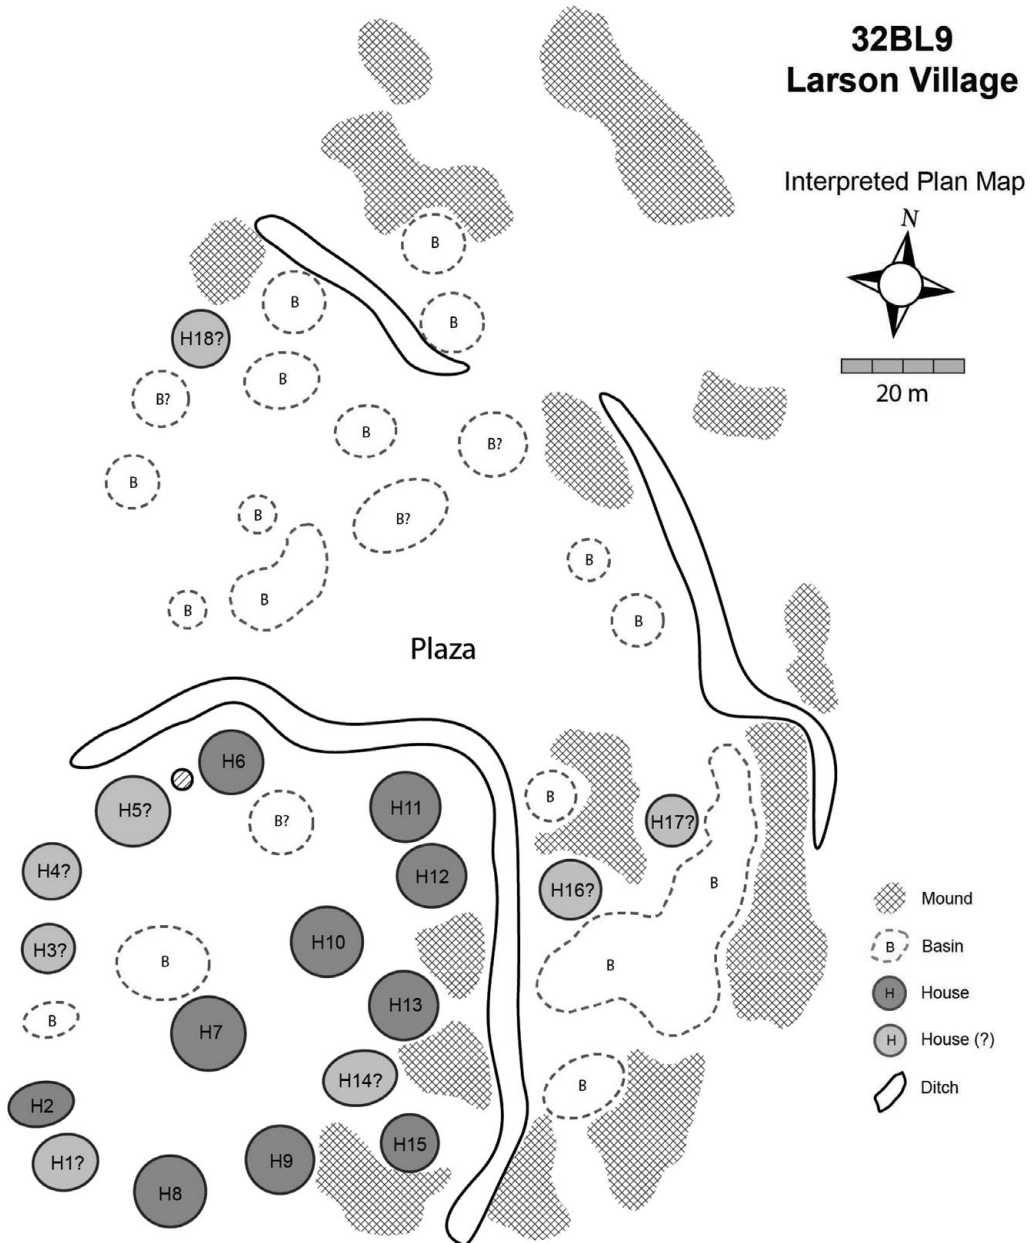 32BL9
Larson Village
Interpreted Plan Map
N
20 m
B
B
B
H18?
B
B?
B
B?
B
B?
B
B
B
B
B
Plaza
H6
H5?
B?
H11
B
H17?
H4?
H12
H16?
B
H3?
H10
B
B
B
H7
H13
H14?
B
H2
H1?
H8
H9
H15
Mound
B Basin
H House
H House (?)
Ditch